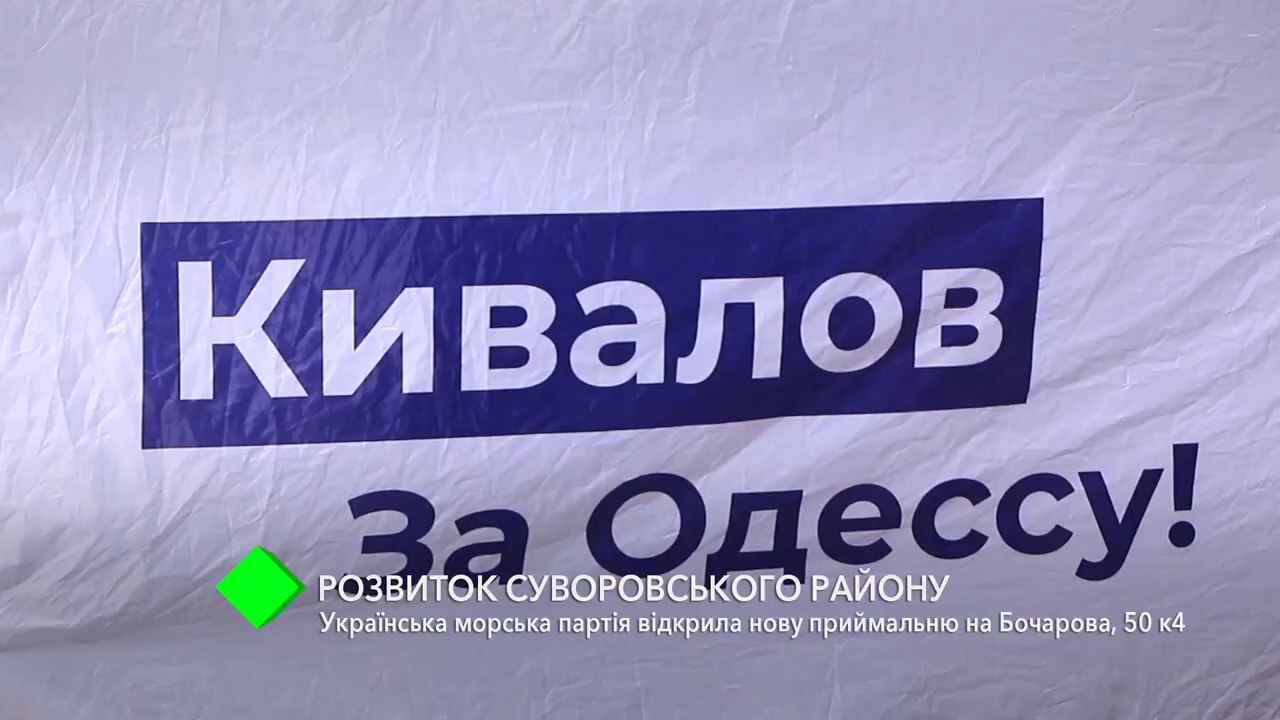 Кивалов
За Одессу!
РОЗВИТОК СУВОРОВСЬКОГО РАЙОНУ
Українська морська партія відкрила нову приймальню на Бочарова, 50 к4